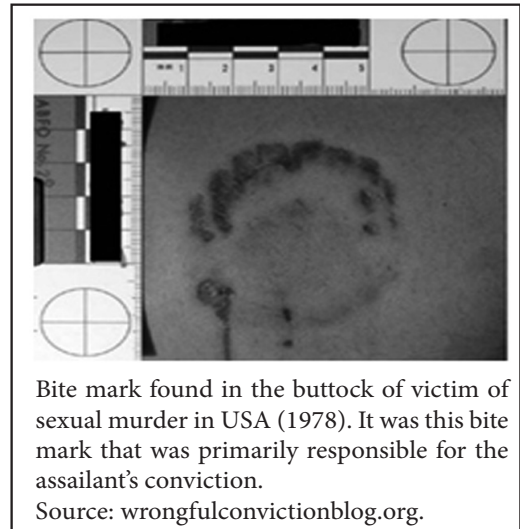 1 2 3 4 5
ABFO No. 2
Bite mark found in the buttock of victim of
sexual murder in USA (1978). It was this bite
mark that was primarily responsible for the
assailant's conviction.
Source: wrongfulconvictionblog.org.